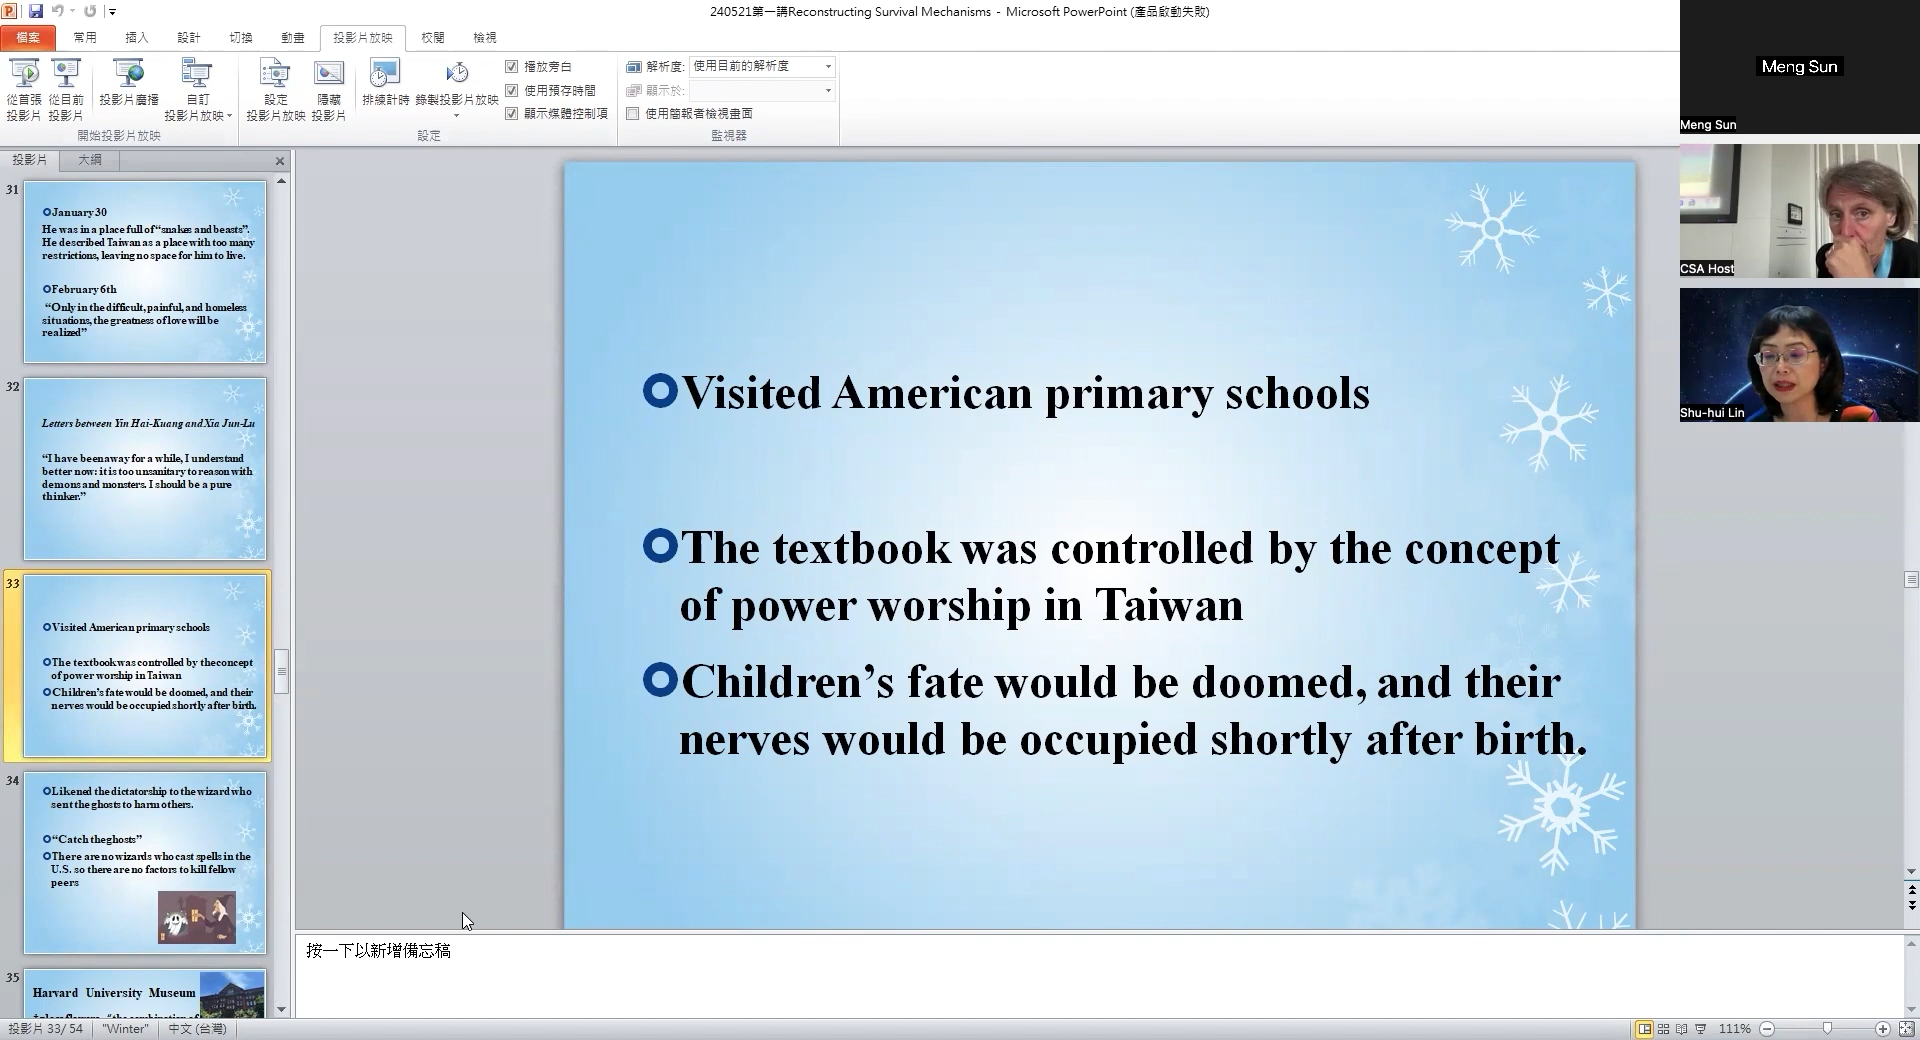 240521第一講Reconstructing Survival Mechanisms - Microsoft PowerPoint (產品啟動失敗)
檔案 常用 插入 設計 切換 動畫 投影片放映 校閱 檢視
從首張投影片
從目前投影片
投影片廣播
自訂投影片放映
設定投影片放映
隱藏投影片
排練計時
錄製投影片放映
播放旁白
使用預存時間
顯示媒體控制項
解析度: 使用目前的解析度
顯示於:
使用簡報者檢視畫面
開始投影片放映
設定
監視器
投影片 大綱
31
January 30
He was in a place full of “snakes and beasts”.
He described Taiwan as a place with too many
restrictions, leaving no space for him to live.
February 6th
“Only in the difficult, painful, and homeless
situations, the greatness of love will be
realized”
32
Letters between Yin Hai-Kuang and Xia Jun-Lu
“I have beenaway for a while, I understand
better now: it is too unsanitary to reason with
demons and monsters. I should be a pure
thinker.”
33
Visited American primary schools
The textbook was controlled by the concept
of power worship in Taiwan
Children’s fate would be doomed, and their
nerves would be occupied shortly after birth.
34
Likened the dictatorship to the wizard who
sent the ghosts to harm others.
“Catch theghosts”
There are no wizards who cast spells in the
U.S. so there are no factors to kill fellow
peers
35
Harvard University Museum
Visited American primary schools
The textbook was controlled by the concept
of power worship in Taiwan
Children’s fate would be doomed, and their
nerves would be occupied shortly after birth.
按一下以新增備忘稿
投影片 33/ 54 "Winter" 中文 (台灣)
111%
Meng Sun
Meng Sun
CSA Host
Shu-hui Lin